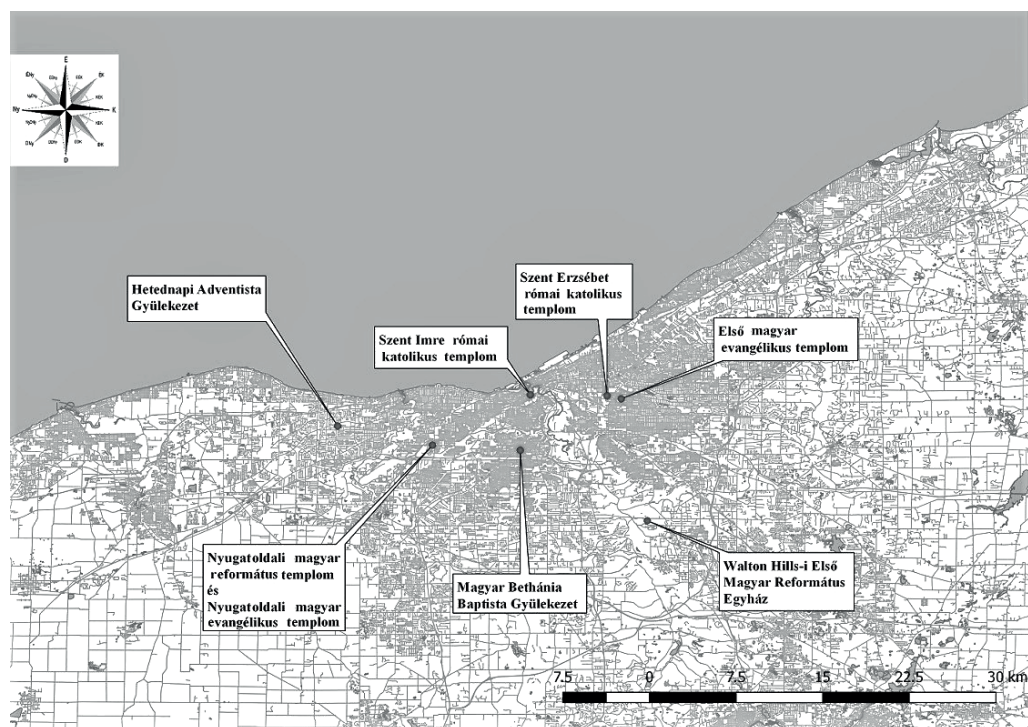 É
Ny
K
D
Hetednapi Adventista
Gyülekezet
Szent Erzsébet
római katolikus
templom
Szent Imre római
katolikus templom
Első magyar
evangélikus templom
Nyugatoldali magyar
református templom
és
Nyugatoldali magyar
evangélikus templom
Magyar Bethánia
Baptista Gyülekezet
Walton Hills-i Első
Magyar Református
Egyház
7.5 0 7.5 15 22.5 30 km